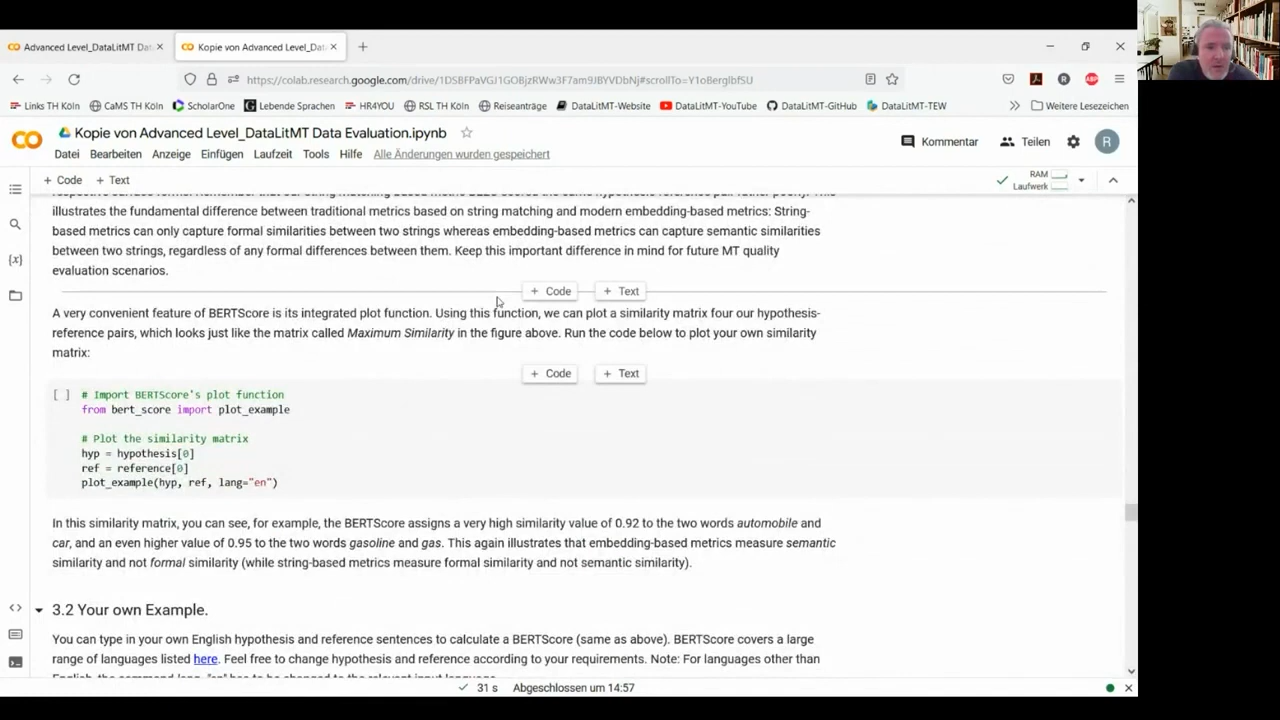 Advanced Level_DataLitMT Dat
Kopie von Advanced Level_Data
https://colab.research.google.com/drive/
Links TH Köln CaMS TH Köln ScholarOne Lebende Sprachen HR4YOU RSL TH Köln Reiseanträge DataLitMT-Website DataLitMT-YouTube DataLitMT-GitHub DataLitMT-TEW Weitere Lesezeichen
Kopie von Advanced Level_DataLitMT Data Evaluation.ipynb
Kommentar Teilen R
Datei Bearbeiten Anzeige Einfügen Laufzeit Tools Hilfe Alle Änderungen wurden gespeichert
+ Code + Text
RAM
Laufwerk
illustrates the fundamental difference between traditional metrics based on string matching and modern embedding-based metrics: String-
based metrics can only capture formal similarities between two strings whereas embedding-based metrics can capture semantic similarities
between two strings, regardless of any formal differences between them. Keep this important difference in mind for future MT quality
evaluation scenarios.
+ Code + Text
A very convenient feature of BERTScore is its integrated plot function. Using this function, we can plot a similarity matrix four our hypothesis-
reference pairs, which looks just like the matrix called Maximum Similarity in the figure above. Run the code below to plot your own similarity
matrix:
+ Code + Text
[ ] # Import BERTScore's plot function
from bert_score import plot_example
# Plot the similarity matrix
hyp = hypothesis[0]
ref = reference[0]
plot_example(hyp, ref, lang="en")
In this similarity matrix, you can see, for example, the BERTScore assigns a very high similarity value of 0.92 to the two words automobile and
car, and an even higher value of 0.95 to the two words gasoline and gas. This again illustrates that embedding-based metrics measure semantic
similarity and not formal similarity (while string-based metrics measure formal similarity and not semantic similarity).
3.2 Your own Example.
You can type in your own English hypothesis and reference sentences to calculate a BERTScore (same as above). BERTScore covers a large
range of languages listed here. Feel free to change hypothesis and reference according to your requirements. Note: For languages other than
31 s Abgeschlossen um 14:57